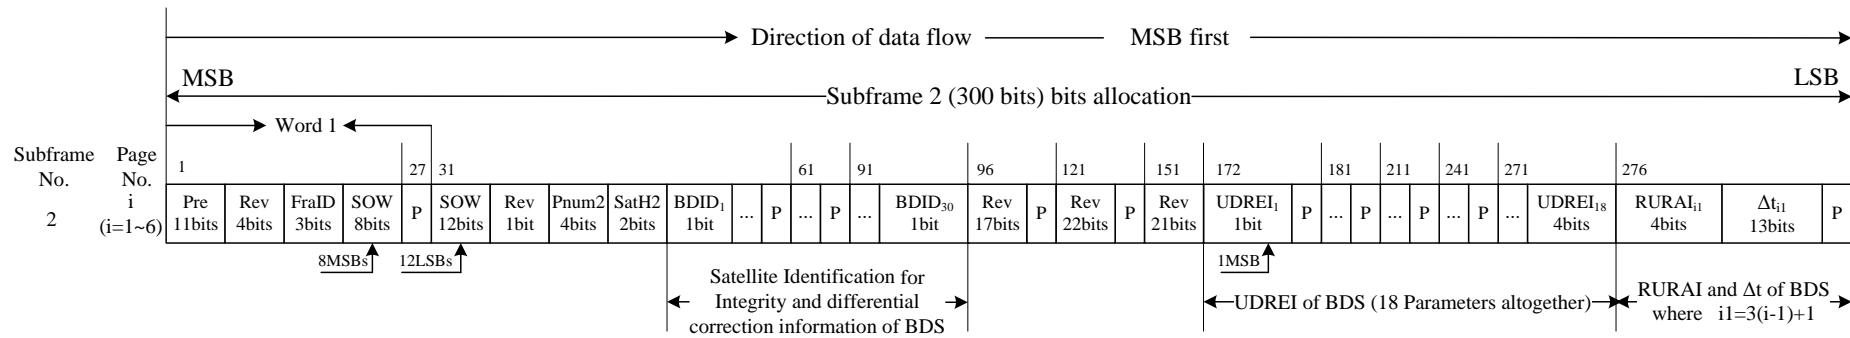 Direction of data flow MSB first
MSB LSB
Subframe 2 (300 bits) bits allocation
Word 1
Subframe No. Page No. i (i=1~6)
1 27 31 61 91 96 121 151 172 181 211 241 271 276
2
Pre 11bits
Rev 4bits
FraID 3bits
SOW 8bits
P
SOW 12bits
Rev 1bit
Pnum2 4bits
SatH2 2bits
BDID₁ 1bit
...
P
...
P
...
BDID₃₀ 1bit
Rev 17bits
P
Rev 22bits
P
Rev 21bits
UDREI₁ 1bit
P
...
P
...
P
...
P
...
UDREI₁₈ 4bits
RURAIᵢ₁ 4bits
Δtᵢ₁ 13bits
P
8MSBs 12LSBs 1MSB
Satellite Identification for
Integrity and differential
correction information of BDS
UDREI of BDS (18 Parameters altogether)
RURAI and Δt of BDS
where i1=3(i-1)+1